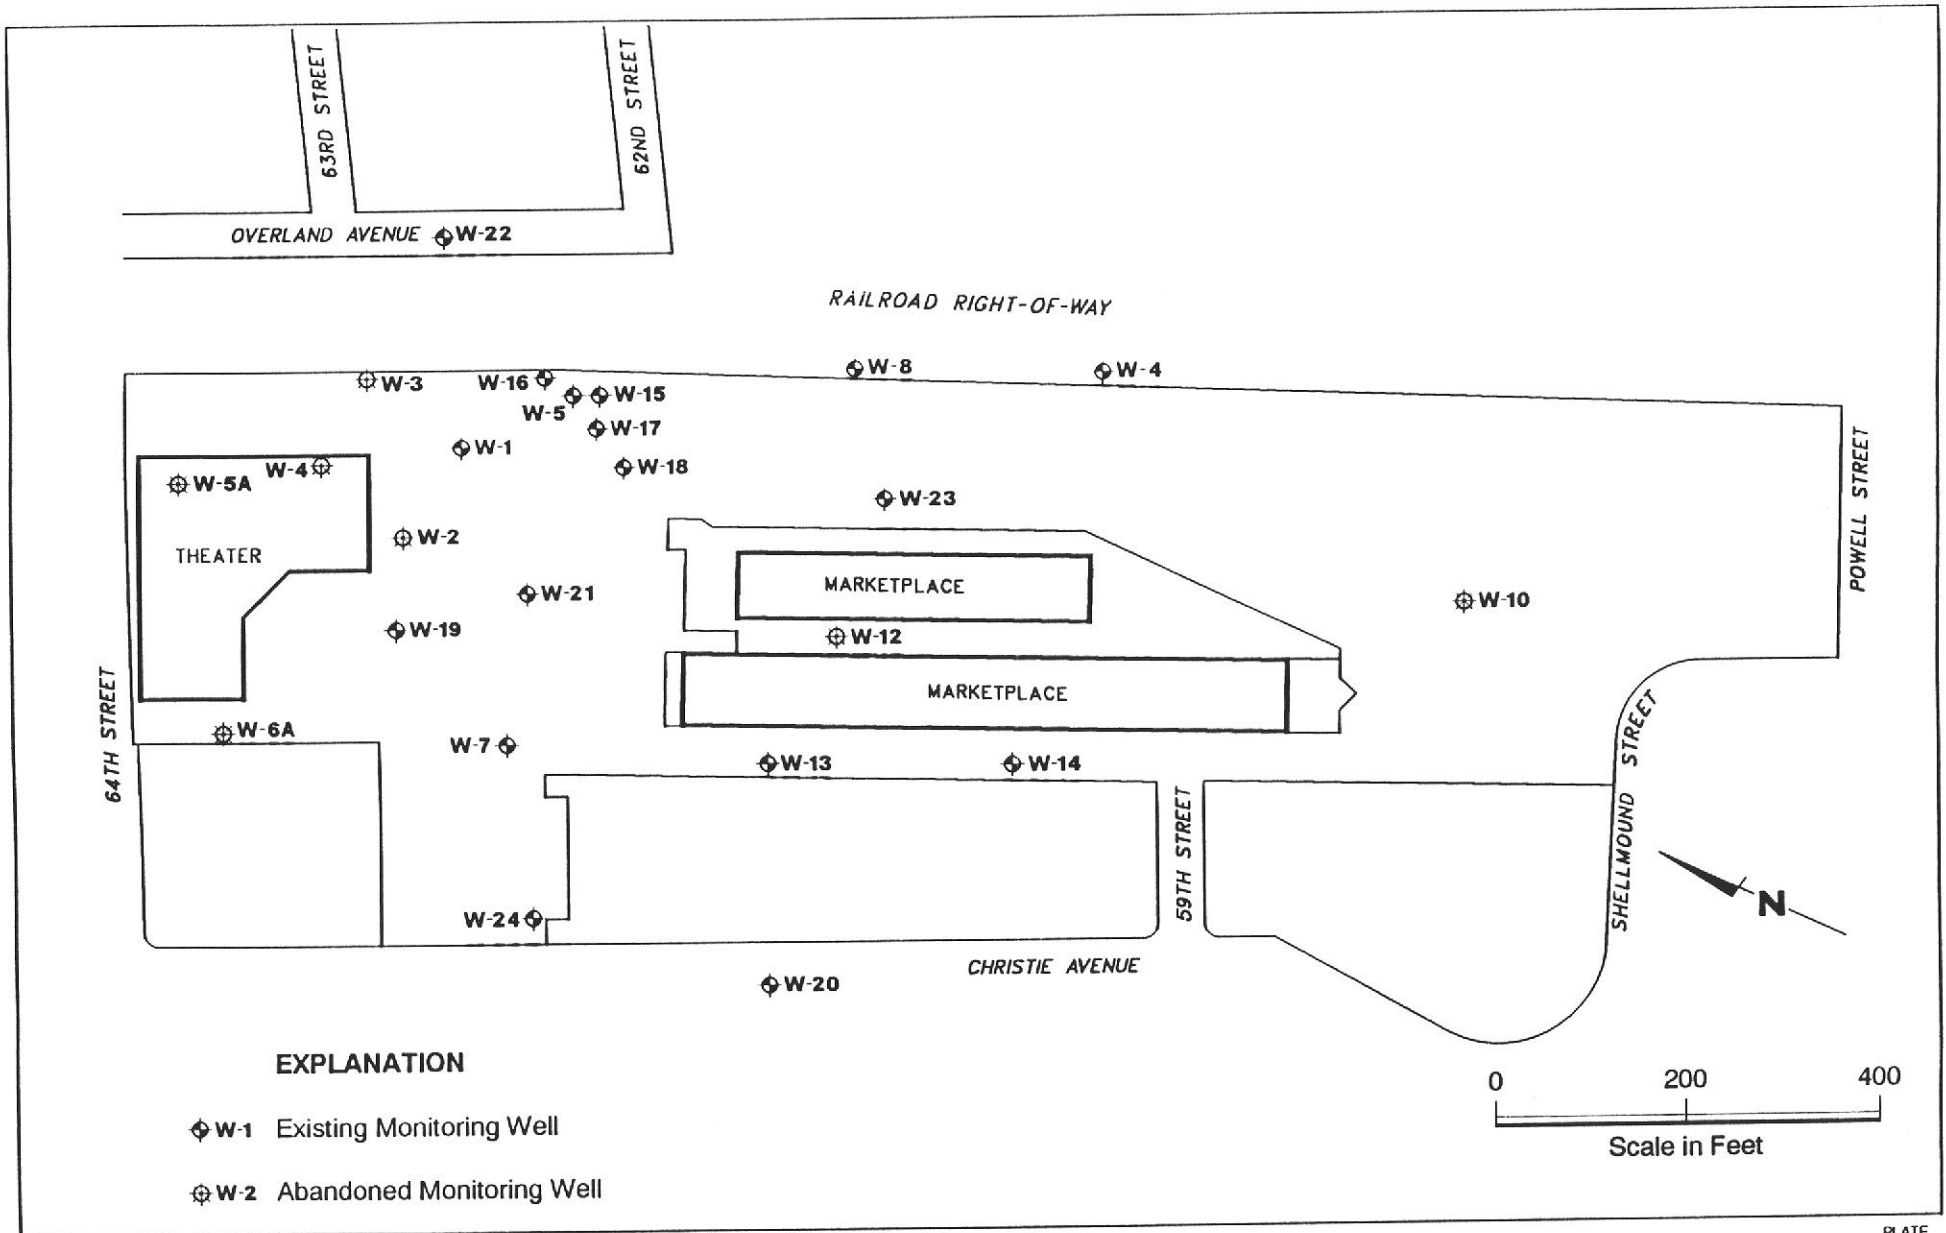 63RD STREET
62ND STREET
OVERLAND AVENUE
W-22
RAILROAD RIGHT-OF-WAY
W-3
W-16
W-8
W-4
W-5
W-15
W-17
W-1
W-18
W-4
W-5A
W-23
W-2
THEATER
MARKETPLACE
W-21
W-10
W-19
W-12
MARKETPLACE
POWELL STREET
64TH STREET
W-6A
W-7
W-13
W-14
SHELLMOUND STREET
59TH STREET
W-24
N
CHRISTIE AVENUE
W-20
EXPLANATION
W-1 Existing Monitoring Well
W-2 Abandoned Monitoring Well
0 200 400
Scale in Feet
PLATE